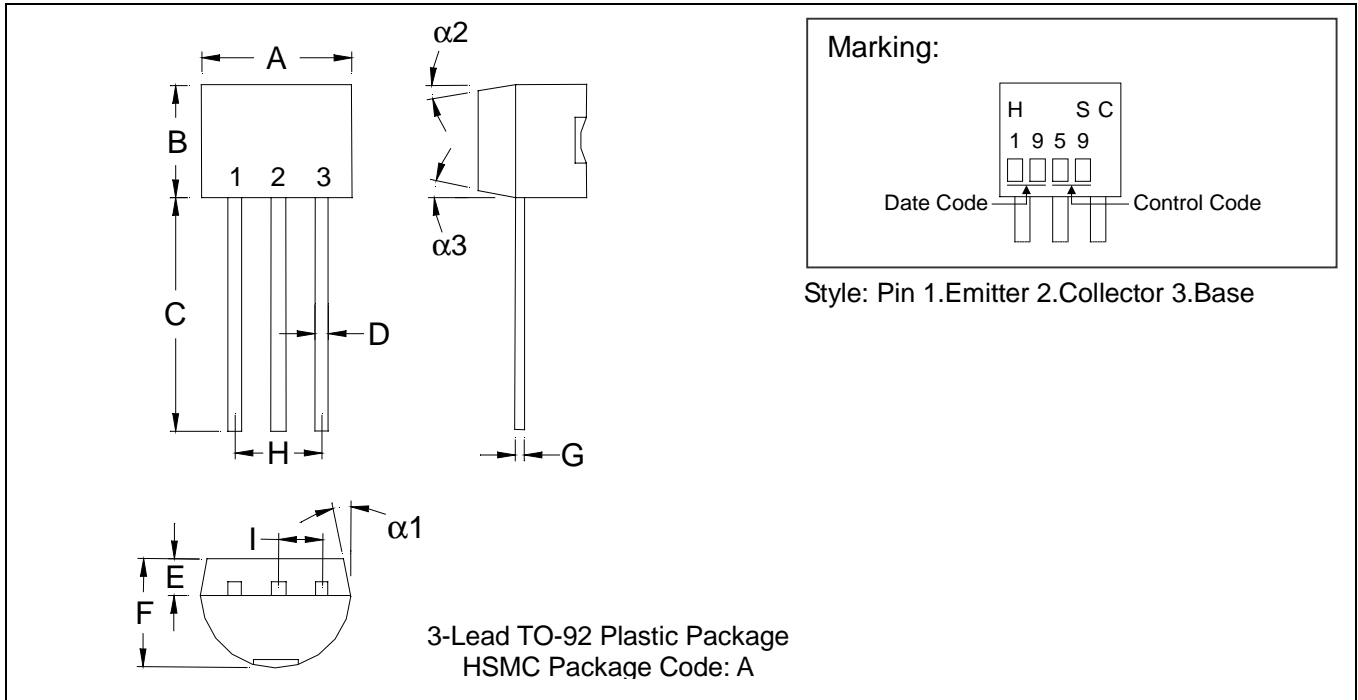 A
B
1 2 3
C
D
H
α2
α3
G
I
α1
E
F
3-Lead TO-92 Plastic Package
HSMC Package Code: A
Marking:
H S C
1 9 5 9
Date Code
Control Code
Style: Pin 1.Emitter 2.Collector 3.Base